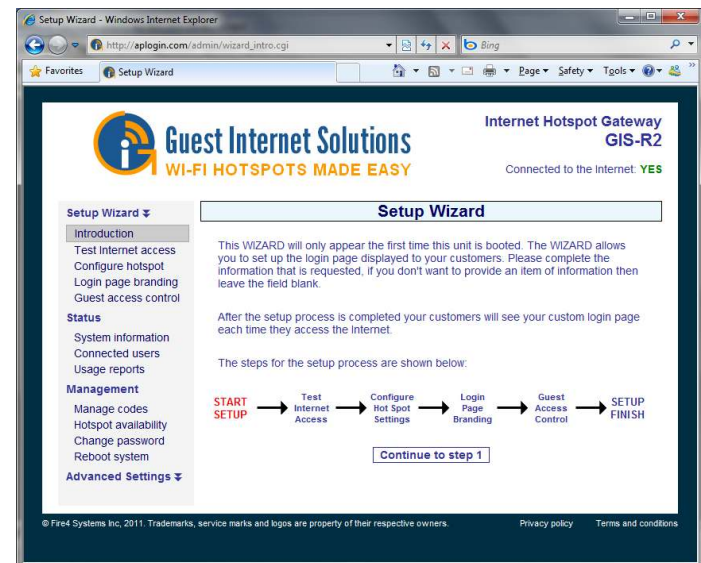 Setup Wizard - Windows Internet Explorer
http://aplogin.com/admin/wizard_intro.cgi
Bing
Favorites
Setup Wizard
Page
Safety
Tools
Guest Internet Solutions
WI-FI HOTSPOTS MADE EASY
Internet Hotspot Gateway
GIS-R2
Connected to the Internet: YES
Setup Wizard
Introduction
Test Internet access
Configure hotspot
Login page branding
Guest access control
Status
System information
Connected users
Usage reports
Management
Manage codes
Hotspot availability
Change password
Reboot system
Advanced Settings
Setup Wizard
This WIZARD will only appear the first time this unit is booted. The WIZARD allows
you to set up the login page displayed to your customers. Please complete the
information that is requested, if you don't want to provide an item of information then
leave the field blank.
After the setup process is completed your customers will see your custom login page
each time they access the Internet.
The steps for the setup process are shown below:
START
SETUP
Test
Internet
Access
Configure
Hot Spot
Settings
Login
Page
Branding
Guest
Access
Control
SETUP
FINISH
Continue to step 1
© Fire4 Systems Inc, 2011. Trademarks, service marks and logos are property of their respective owners.
Privacy policy
Terms and conditions